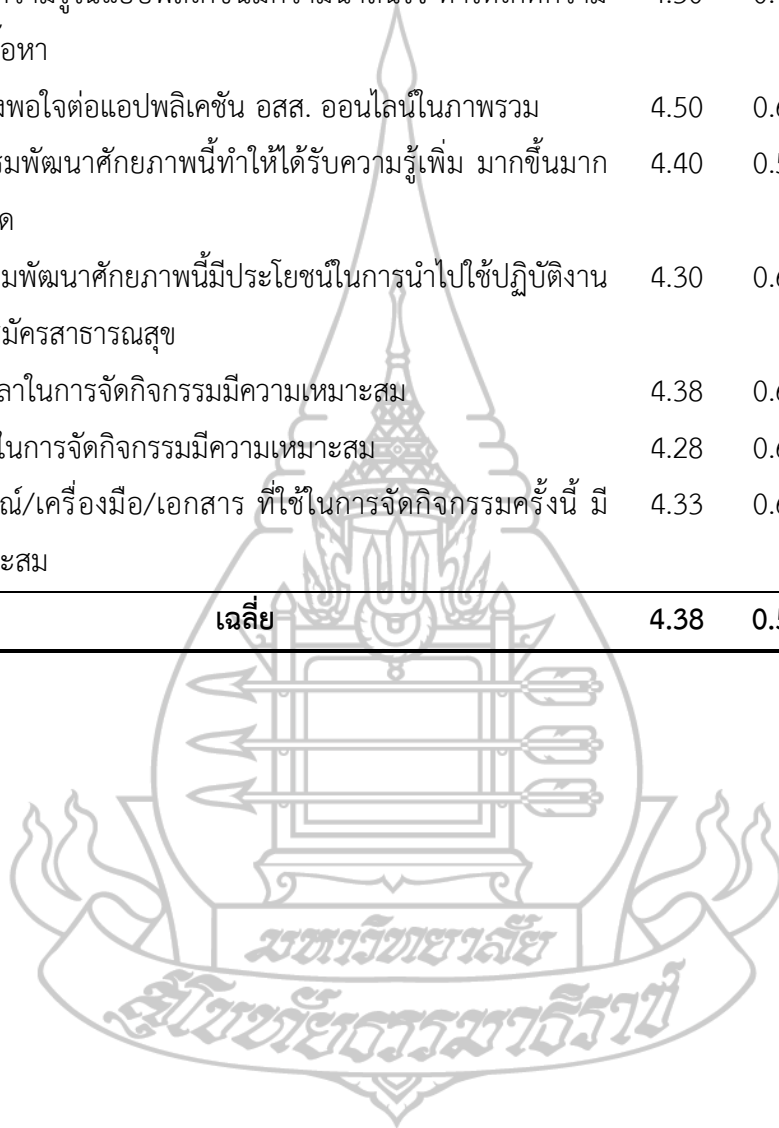 อหา
พอใจต่อแอปพลิเคชัน อสส. ออนไลน์ในภาพรวม 4.50
มพัฒนาศักยภาพนี้ทำให้ได้รับความรู้เพิ่ม มากขึ้นมาก 4.40
ด
มพัฒนาศักยภาพนี้มีประโยชน์ในการนำไปใช้ปฏิบัติงาน 4.30
สมัครสาธารณสุข
ลาในการจัดกิจกรรมมีความเหมาะสม 4.38
ในการจัดกิจกรรมมีความเหมาะสม 4.28
ณ์/เครื่องมือ/เอกสาร ที่ใช้ในการจัดกิจกรรมครั้งนี้ มี 4.33
ะสม
เฉลี่ย 4.38
มหาวิทยาลัย
สุโขทัยธรรมาธิราช